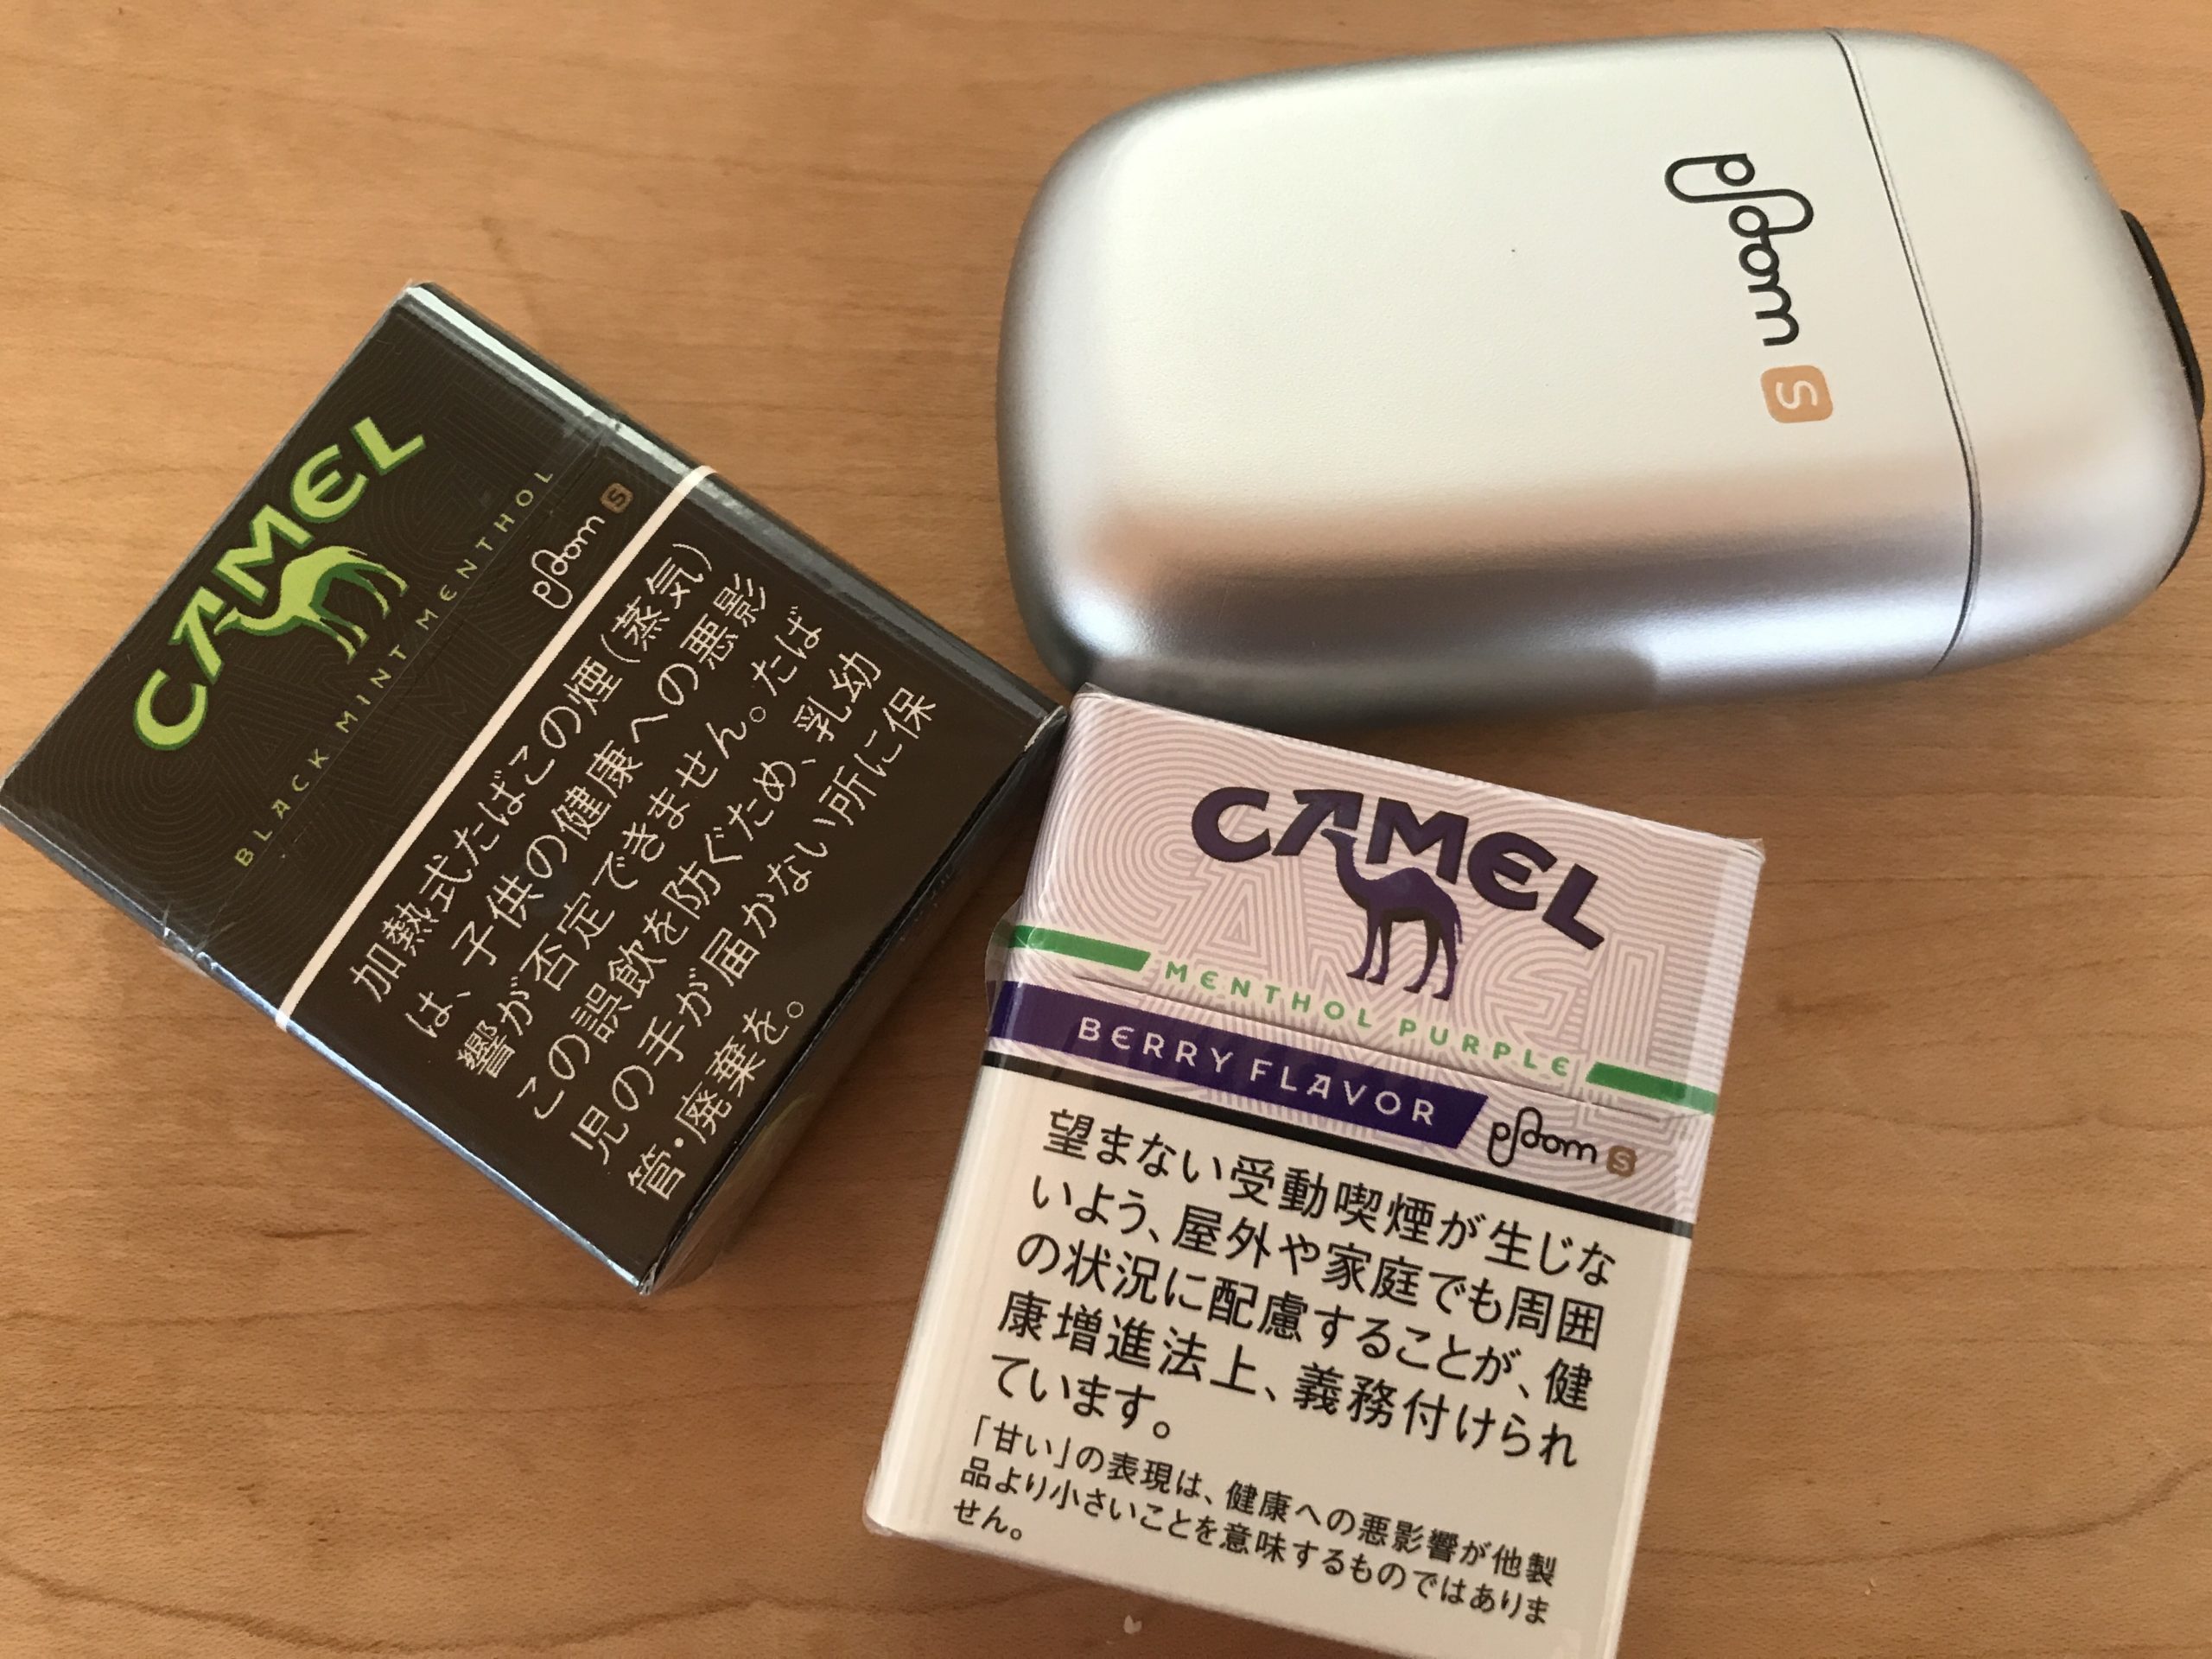 ploom S
CAMEL
BLACK MINT MENTHOL
ploom S
加熱式たばこの煙(蒸気)
は、子供の健康への悪影
響が否定できません。たば
この誤飲を防ぐため、乳幼
児の手が届かない所に保
管・廃棄を。
CAMEL
MENTHOL PURPLE
BERRY FLAVOR
ploom S
望まない受動喫煙が生じな
いよう、屋外や家庭でも周囲
の状況に配慮することが、健
康増進法上、義務付けられ
ています。
「甘い」の表現は、健康への悪影響が他製
品より小さいことを意味するものではありま
せん。